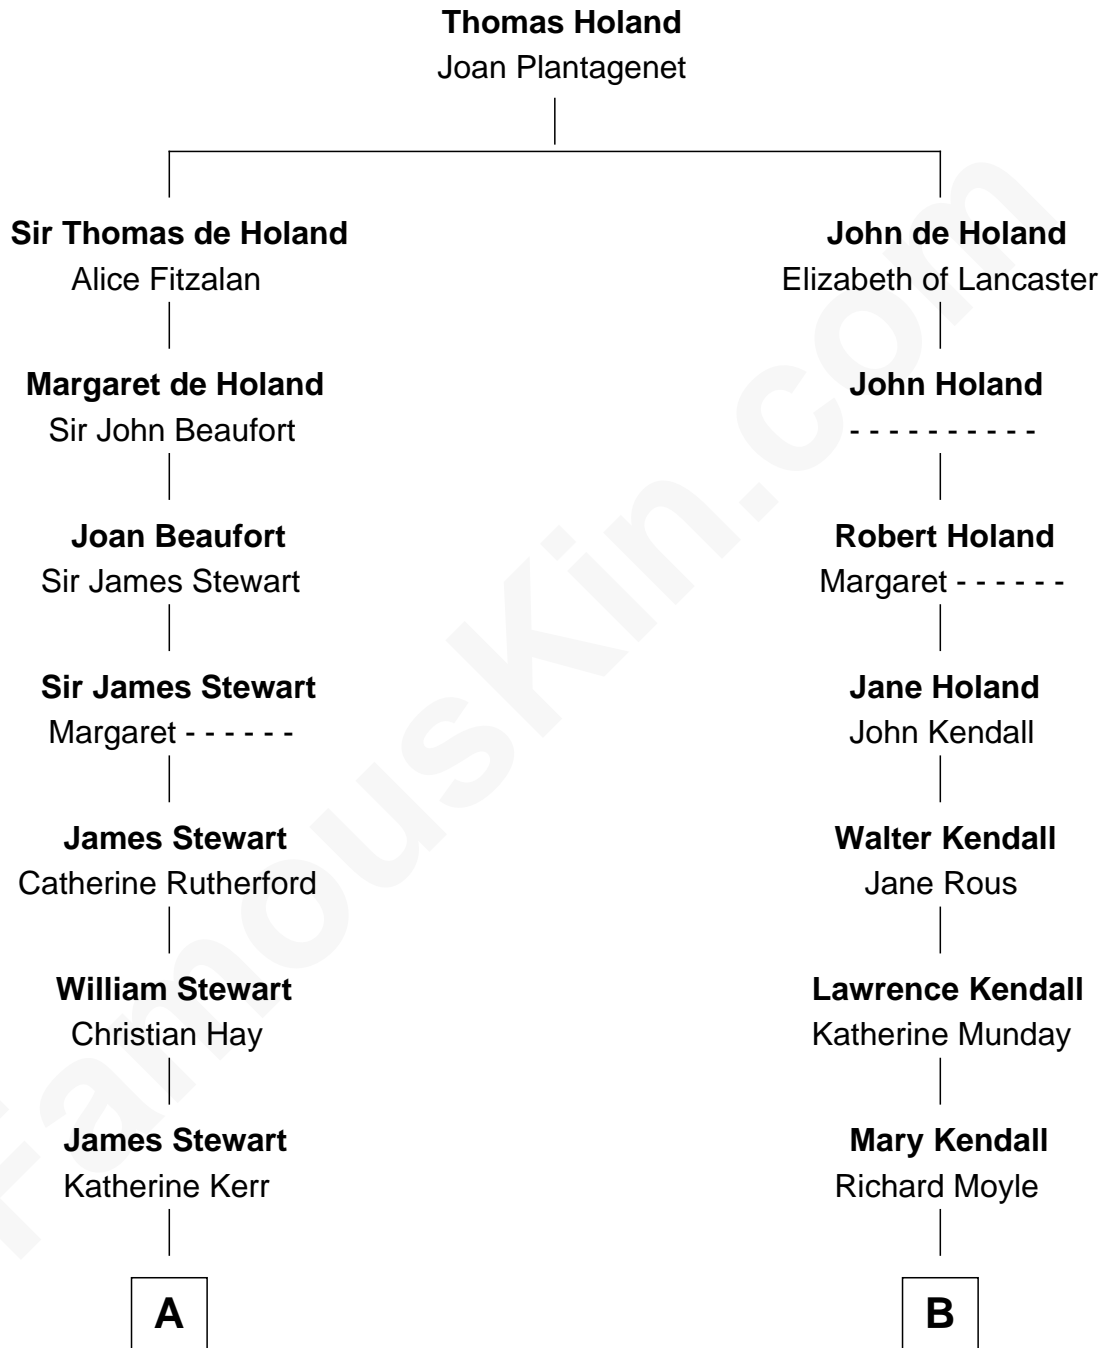 Thomas Holand
Joan Plantagenet
Sir Thomas de Holand
Alice Fitzalan
Margaret de Holand
Sir John Beaufort
Joan Beaufort
Sir James Stewart
Sir James Stewart
Margaret - - - - - -
James Stewart
Catherine Rutherford
William Stewart
Christian Hay
James Stewart
Katherine Kerr
A
John de Holand
Elizabeth of Lancaster
John Holand
- - - - - - - - - -
Robert Holand
Margaret - - - - - -
Jane Holand
John Kendall
Walter Kendall
Jane Rous
Lawrence Kendall
Katherine Munday
Mary Kendall
Richard Moyle
B
FamousKin.com